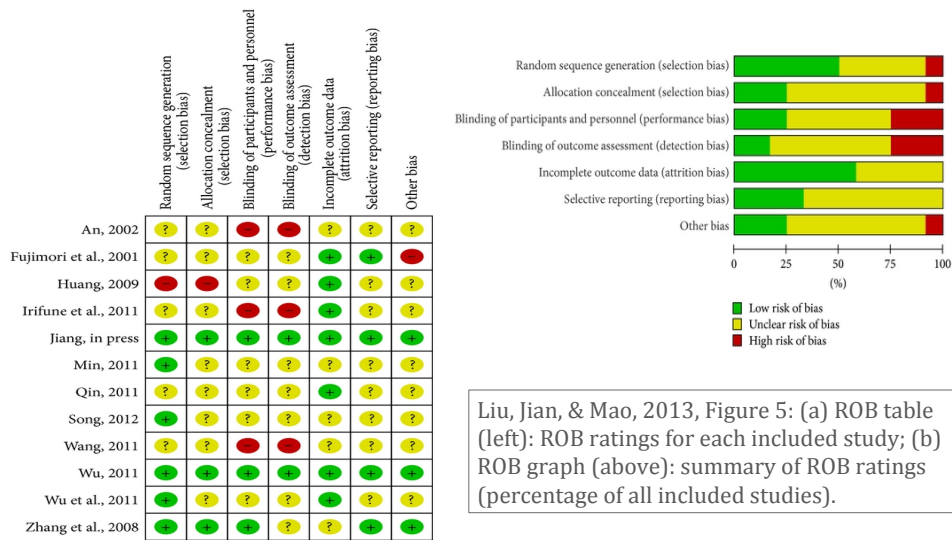 Random sequence generation
(selection bias)
Allocation concealment
(selection bias)
Blinding of participants and personnel
(performance bias)
Blinding of outcome assessment
(detection bias)
Incomplete outcome data
(attrition bias)
Selective reporting (reporting bias)
Other bias
An, 2002 ? ? − − ? ? ?
Fujimori et al., 2001 ? ? ? ? + + −
Huang, 2009 − − ? ? + ? ?
Irifune et al., 2011 ? ? − − + ? ?
Jiang, in press + + + + + + +
Min, 2011 + ? ? ? ? ? ?
Qin, 2011 ? ? ? ? + ? ?
Song, 2012 + ? ? ? ? ? ?
Wang, 2011 ? ? − − ? ? ?
Wu, 2011 + + + + + + +
Wu et al., 2011 + ? ? ? + ? ?
Zhang et al., 2008 + + + ? ? + +
Random sequence generation (selection bias)
Allocation concealment (selection bias)
Blinding of participants and personnel (performance bias)
Blinding of outcome assessment (detection bias)
Incomplete outcome data (attrition bias)
Selective reporting (reporting bias)
Other bias
0 25 50 75 100
(%)
Low risk of bias
Unclear risk of bias
High risk of bias
Liu, Jian, & Mao, 2013, Figure 5: (a) ROB table
(left): ROB ratings for each included study; (b)
ROB graph (above): summary of ROB ratings
(percentage of all included studies).